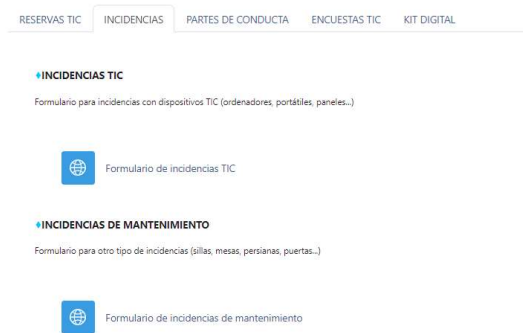 RESERVAS TIC INCIDENCIAS PARTES DE CONDUCTA ENCUESTAS TIC KIT DIGITAL
INCIDENCIAS TIC
Formulario para incidencias con dispositivos TIC (ordenadores, portátiles, paneles...)
Formulario de incidencias TIC
INCIDENCIAS DE MANTENIMIENTO
Formulario para otro tipo de incidencias (sillas, mesas, persianas, puertas...)
Formulario de incidencias de mantenimiento